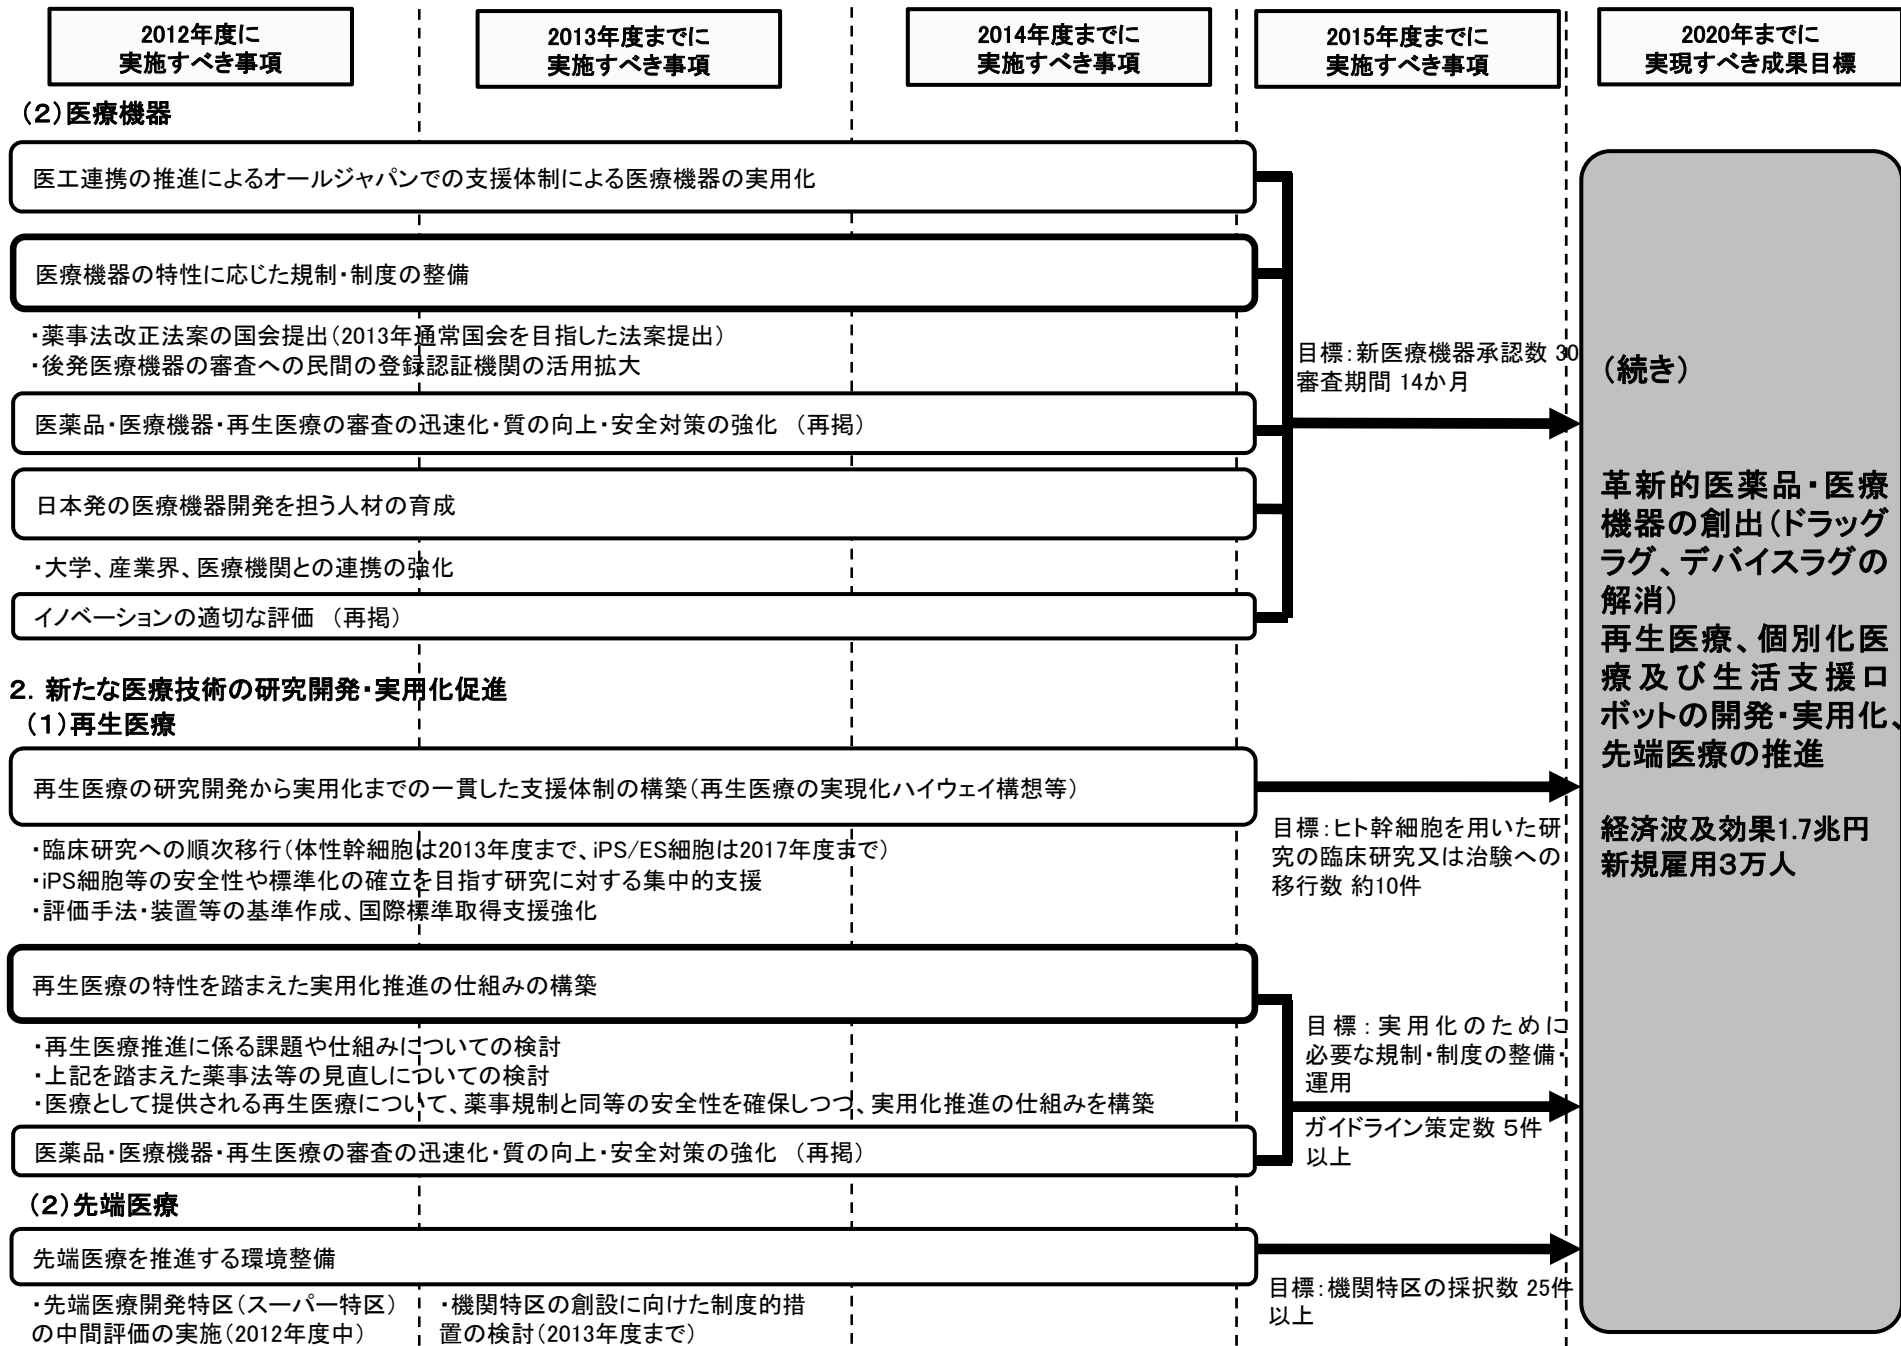 2012年度に
実施すべき事項
2013年度までに
実施すべき事項
2014年度までに
実施すべき事項
2015年度までに
実施すべき事項
2020年までに
実現すべき成果目標
（2）医療機器
医工連携の推進によるオールジャパンでの支援体制による医療機器の実用化
医療機器の特性に応じた規制・制度の整備
・薬事法改正法案の国会提出（2013年通常国会を目指した法案提出）
・後発医療機器の審査への民間の登録認証機関の活用拡大
医薬品・医療機器・再生医療の審査の迅速化・質の向上・安全対策の強化　（再掲）
日本発の医療機器開発を担う人材の育成
・大学、産業界、医療機関との連携の強化
イノベーションの適切な評価　（再掲）
目標：新医療機器承認数 30
審査期間 14か月
2．新たな医療技術の研究開発・実用化促進
（1）再生医療
再生医療の研究開発から実用化までの一貫した支援体制の構築（再生医療の実現化ハイウェイ構想等）
・臨床研究への順次移行（体性幹細胞は2013年度まで、iPS/ES細胞は2017年度まで）
・iPS細胞等の安全性や標準化の確立を目指す研究に対する集中的支援
・評価手法・装置等の基準作成、国際標準取得支援強化
目標：ヒト幹細胞を用いた研
究の臨床研究又は治験への
移行数 約10件
再生医療の特性を踏まえた実用化推進の仕組みの構築
・再生医療推進に係る課題や仕組みについての検討
・上記を踏まえた薬事法等の見直しについての検討
・医療として提供される再生医療について、薬事規制と同等の安全性を確保しつつ、実用化推進の仕組みを構築
医薬品・医療機器・再生医療の審査の迅速化・質の向上・安全対策の強化　（再掲）
目標：実用化のために
必要な規制・制度の整備・
運用
ガイドライン策定数 5件
以上
（2）先端医療
先端医療を推進する環境整備
・先端医療開発特区（スーパー特区）
の中間評価の実施（2012年度中）
・機関特区の創設に向けた制度的措
置の検討（2013年度まで）
目標：機関特区の採択数 25件
以上
（続き）
革新的医薬品・医療
機器の創出（ドラッグ
ラグ、デバイスラグの
解消）
再生医療、個別化医
療及び生活支援ロ
ボットの開発・実用化、
先端医療の推進
経済波及効果1.7兆円
新規雇用3万人